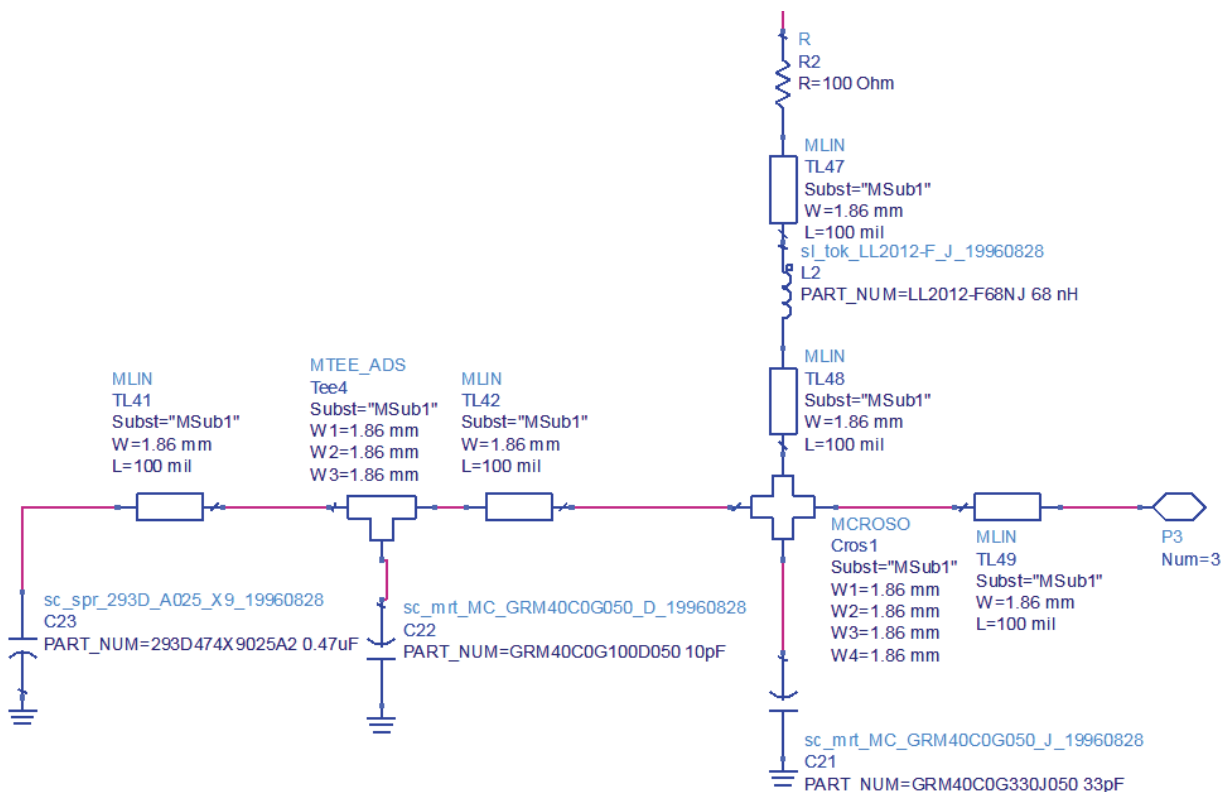 R
R2
R=100 Ohm
MLIN
TL47
Subst="MSub1"
W=1.86 mm
L=100 mil
sl_tok_LL2012-F_J_19960828
L2
PART_NUM=LL2012-F68NJ 68 nH
MLIN
TL48
Subst="MSub1"
W=1.86 mm
L=100 mil
MLIN
TL41
Subst="MSub1"
W=1.86 mm
L=100 mil
MTEE_ADS
Tee4
Subst="MSub1"
W1=1.86 mm
W2=1.86 mm
W3=1.86 mm
MLIN
TL42
Subst="MSub1"
W=1.86 mm
L=100 mil
MCROSO
Cros1
Subst="MSub1"
W1=1.86 mm
W2=1.86 mm
W3=1.86 mm
W4=1.86 mm
MLIN
TL49
Subst="MSub1"
W=1.86 mm
L=100 mil
P3
Num=3
sc_spr_293D_A025_X9_19960828
C23
PART_NUM=293D474X9025A2 0.47uF
sc_mrt_MC_GRM40C0G050_D_19960828
C22
PART_NUM=GRM40C0G100D050 10pF
sc_mrt_MC_GRM40C0G050_J_19960828
C21
PART_NUM=GRM40C0G330J050 33pF